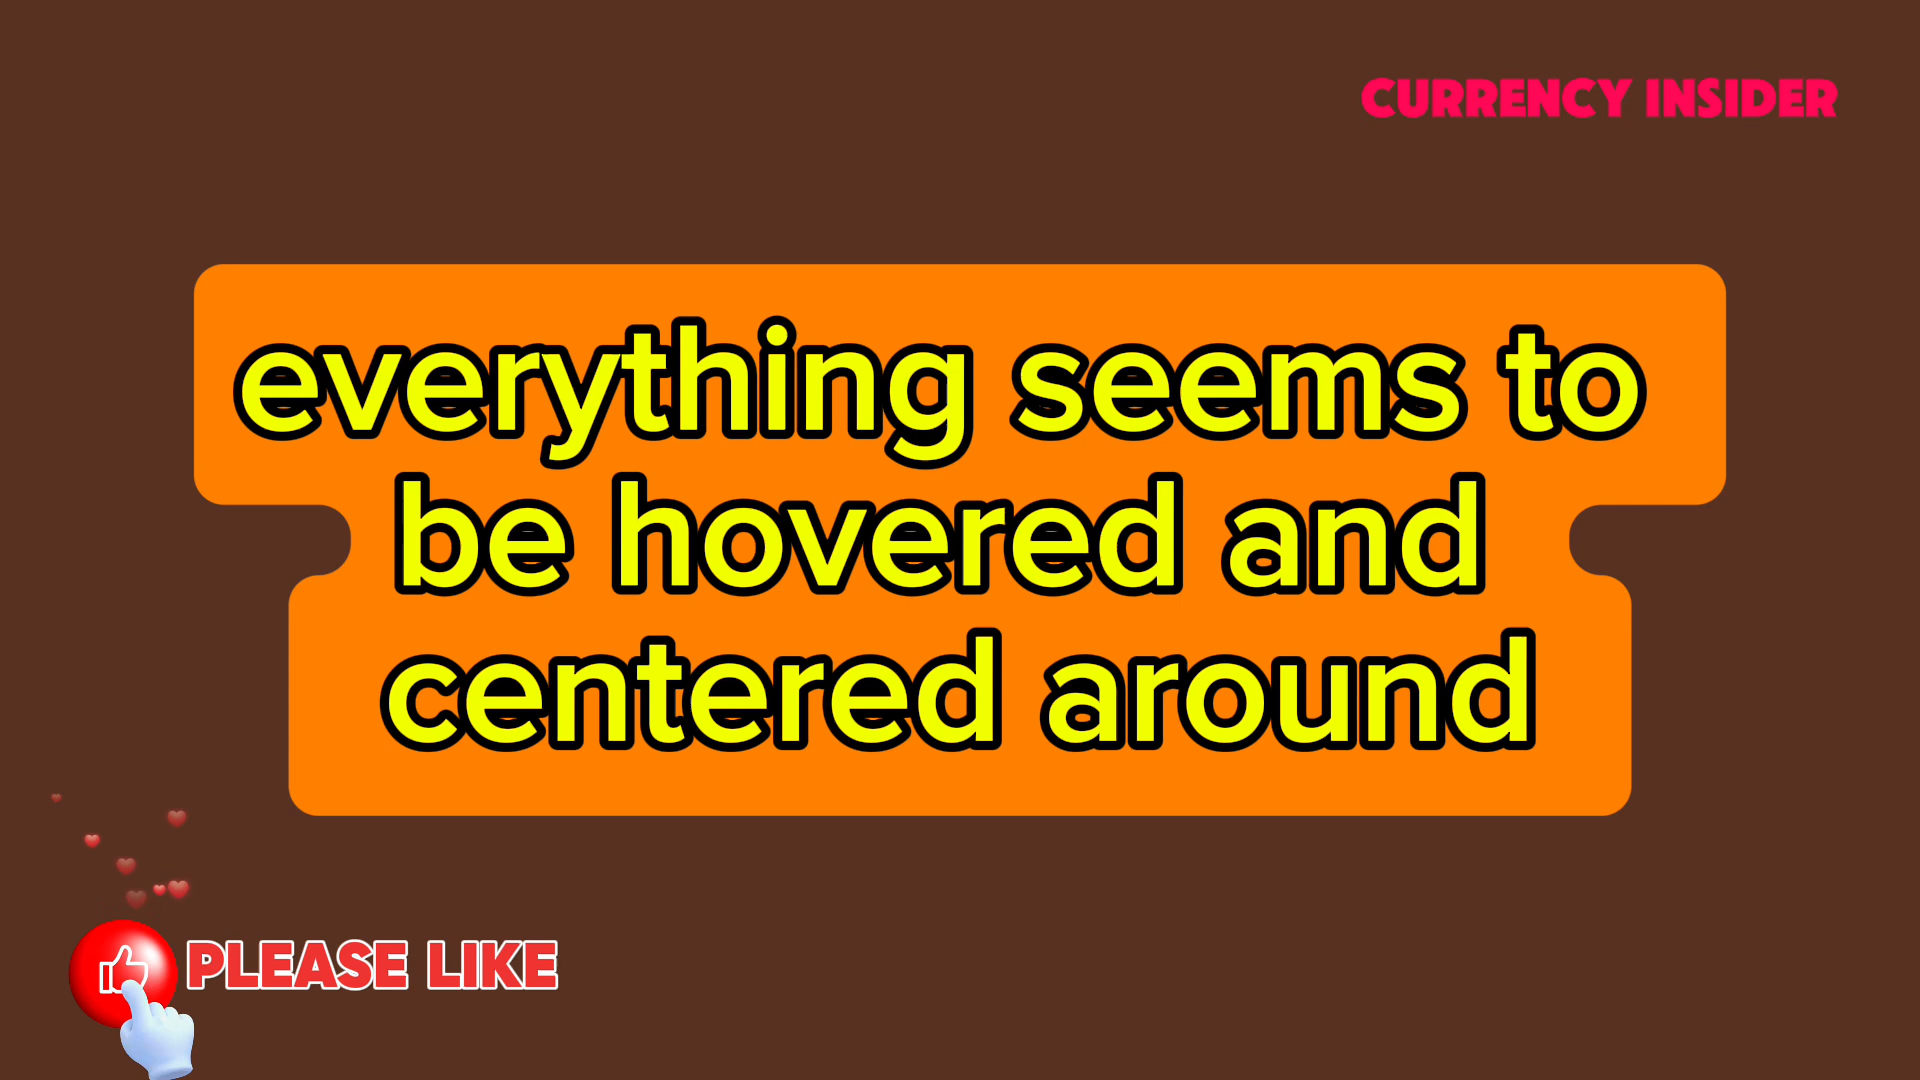 CURRENCY INSIDER
everything seems to
be hovered and
centered around
PLEASE LIKE